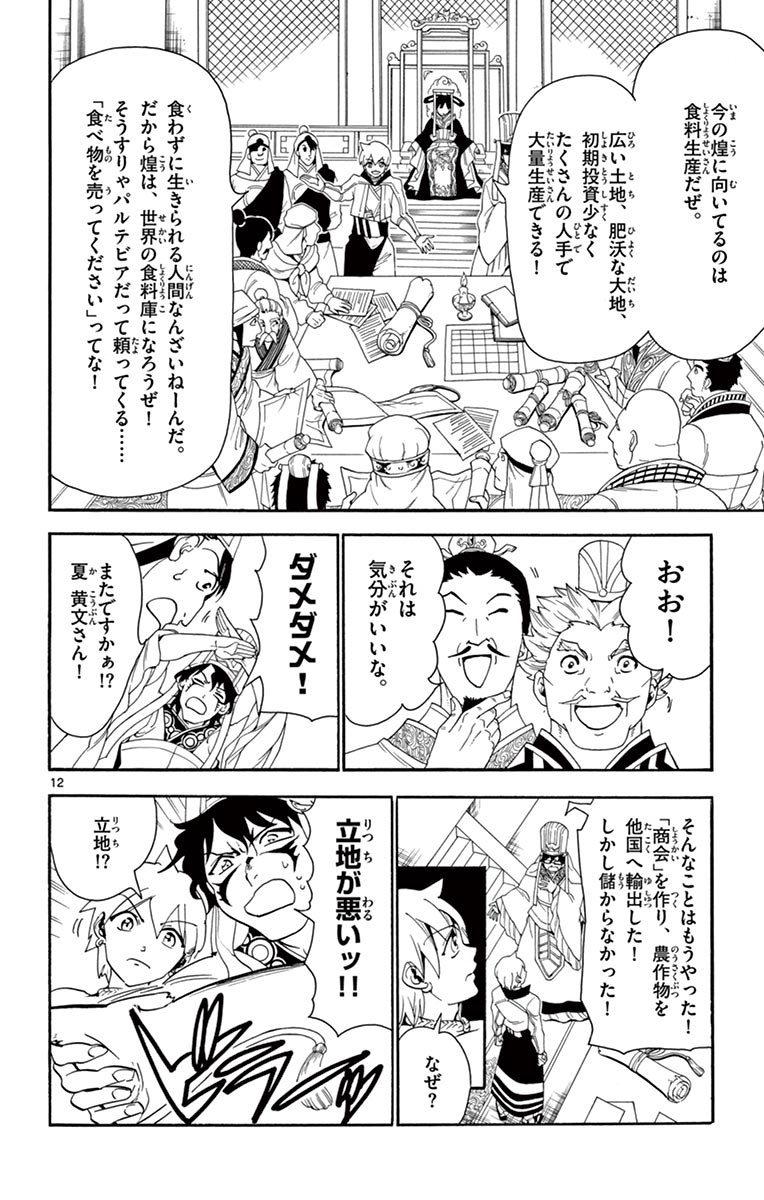 今の煌に向いてるのは
食料生産だぜ。
広い土地、肥沃な大地、
初期投資少なく
たくさんの人手で
大量生産できる!
食わずに生きられる人間なんざいねーんだ。
だから煌は、世界の食料庫になろうぜ!
そうすりゃパルテビアだって頼ってくる……
「食べ物を売ってください」ってな!
おお!
それは
気分がいいな。
ダメダメ!
またですかぁ!?
夏 黄文さん!
12
そんなことはもうやった!
「商会」を作り、農作物を
他国へ輸出した!
しかし儲からなかった!
なぜ?
立地が悪いッ!!
立地!?
ビラーッ